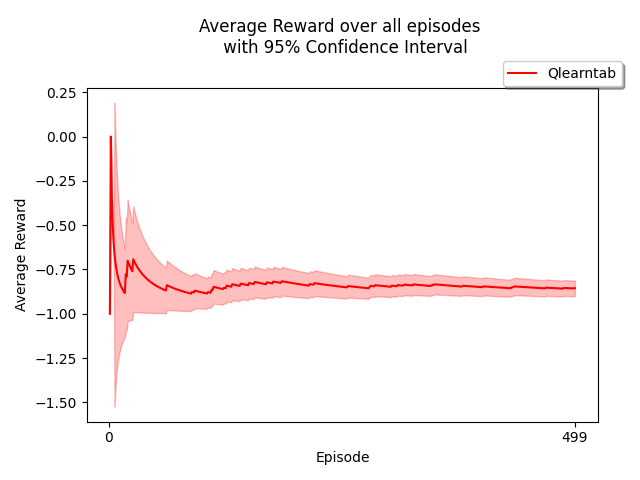 Average Reward over all episodes
with 95% Confidence Interval
Qlearntab
0.25
0.00
−0.25
−0.50
−0.75
−1.00
−1.25
−1.50
Average Reward
0
499
Episode